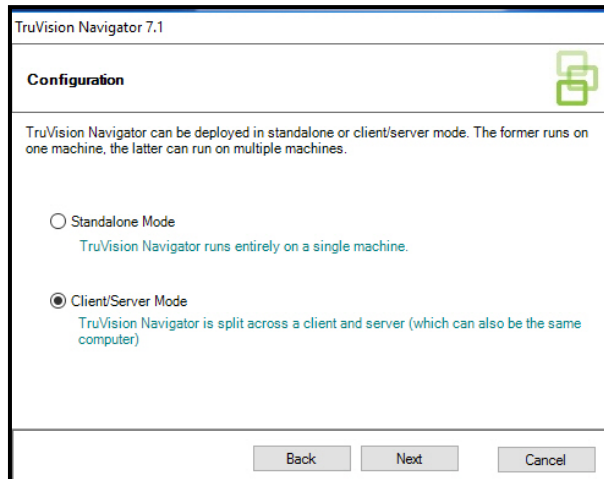 TruVision Navigator 7.1
Configuration
TruVision Navigator can be deployed in standalone or client/server mode. The former runs on
one machine, the latter can run on multiple machines.
Standalone Mode
TruVision Navigator runs entirely on a single machine.
Client/Server Mode
TruVision Navigator is split across a client and server (which can also be the same
computer)
Back Next Cancel